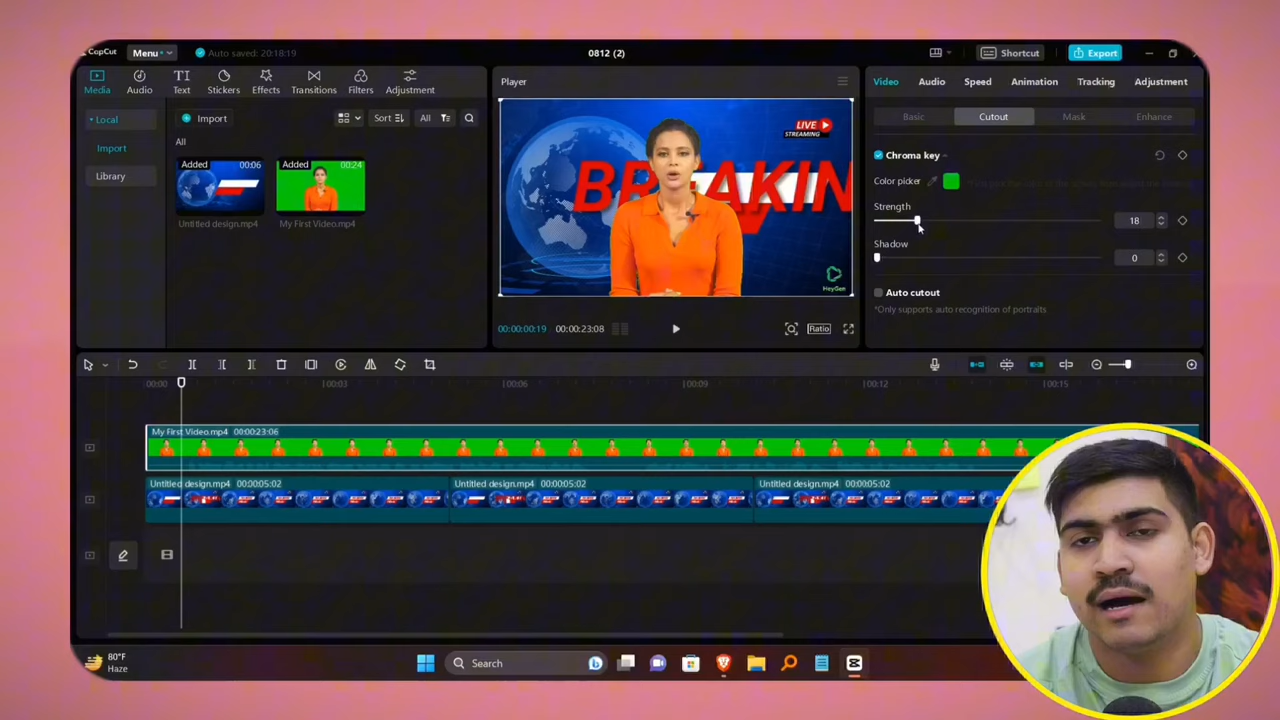 CapCut Menu Auto saved: 20:18:19 0812 (2) Shortcut Export
Media Audio Text Stickers Effects Transitions Filters Adjustment
Player
Video Audio Speed Animation Tracking Adjustment
Local
Import
Library
Import Sort All
All
Added 00:06
Added 00:24
Untitled design.mp4 My First Video.mp4
LIVE
STREAMING
BREAKIN
HeyGen
00:00:00:19 00:00:23:08 Ratio
Basic Cutout Mask Enhance
Chroma key
Color picker
Strength
18
Shadow
0
Auto cutout
*Only supports auto recognition of portraits
00:00 00:03 00:06 00:09 00:12 00:15
My First Video.mp4 00:00:23:06
Untitled design.mp4 00:00:05:02 Untitled design.mp4 00:00:05:02 Untitled design.mp4 00:00:05:02
80°F
Haze
Search